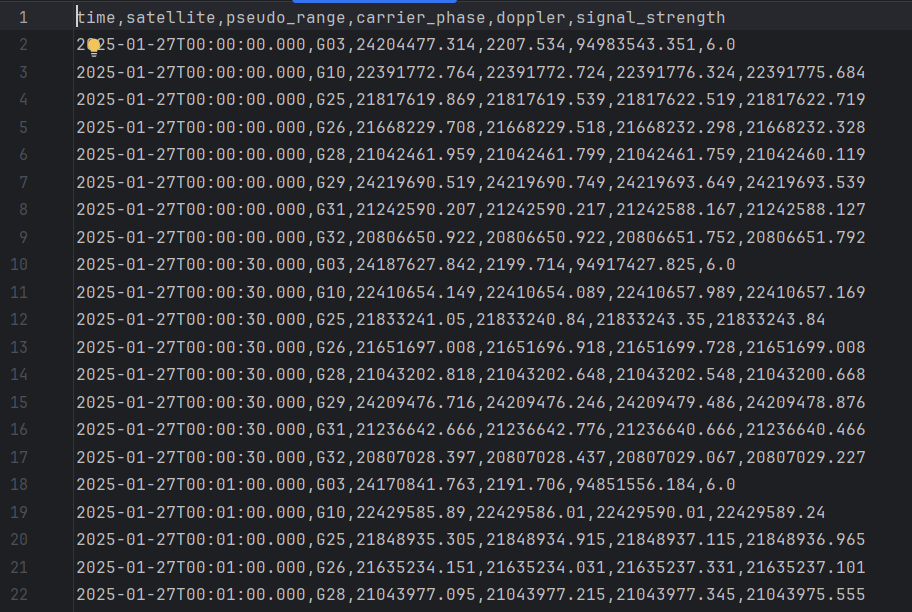 1 time,satellite,pseudo_range,carrier_phase,doppler,signal_strength
2 2025-01-27T00:00:00.000,G03,24204477.314,2207.534,94983543.351,6.0
3 2025-01-27T00:00:00.000,G10,22391772.764,22391772.724,22391776.324,22391775.684
4 2025-01-27T00:00:00.000,G25,21817619.869,21817619.539,21817622.519,21817622.719
5 2025-01-27T00:00:00.000,G26,21668229.708,21668229.518,21668232.298,21668232.328
6 2025-01-27T00:00:00.000,G28,21042461.959,21042461.799,21042461.759,21042460.119
7 2025-01-27T00:00:00.000,G29,24219690.519,24219690.749,24219693.649,24219693.539
8 2025-01-27T00:00:00.000,G31,21242590.207,21242590.217,21242588.167,21242588.127
9 2025-01-27T00:00:00.000,G32,20806650.922,20806650.922,20806651.752,20806651.792
10 2025-01-27T00:00:30.000,G03,24187627.842,2199.714,94917427.825,6.0
11 2025-01-27T00:00:30.000,G10,22410654.149,22410654.089,22410657.989,22410657.169
12 2025-01-27T00:00:30.000,G25,21833241.05,21833240.84,21833243.35,21833243.84
13 2025-01-27T00:00:30.000,G26,21651697.008,21651696.918,21651699.728,21651699.008
14 2025-01-27T00:00:30.000,G28,21043202.818,21043202.648,21043202.548,21043200.668
15 2025-01-27T00:00:30.000,G29,24209476.716,24209476.246,24209479.486,24209478.876
16 2025-01-27T00:00:30.000,G31,21236642.666,21236642.776,21236640.666,21236640.466
17 2025-01-27T00:00:30.000,G32,20807028.397,20807028.437,20807029.067,20807029.227
18 2025-01-27T00:01:00.000,G03,24170841.763,2191.706,94851556.184,6.0
19 2025-01-27T00:01:00.000,G10,22429585.89,22429586.01,22429590.01,22429589.24
20 2025-01-27T00:01:00.000,G25,21848935.305,21848934.915,21848937.115,21848936.965
21 2025-01-27T00:01:00.000,G26,21635234.151,21635234.031,21635237.331,21635237.101
22 2025-01-27T00:01:00.000,G28,21043977.095,21043977.215,21043977.345,21043975.555